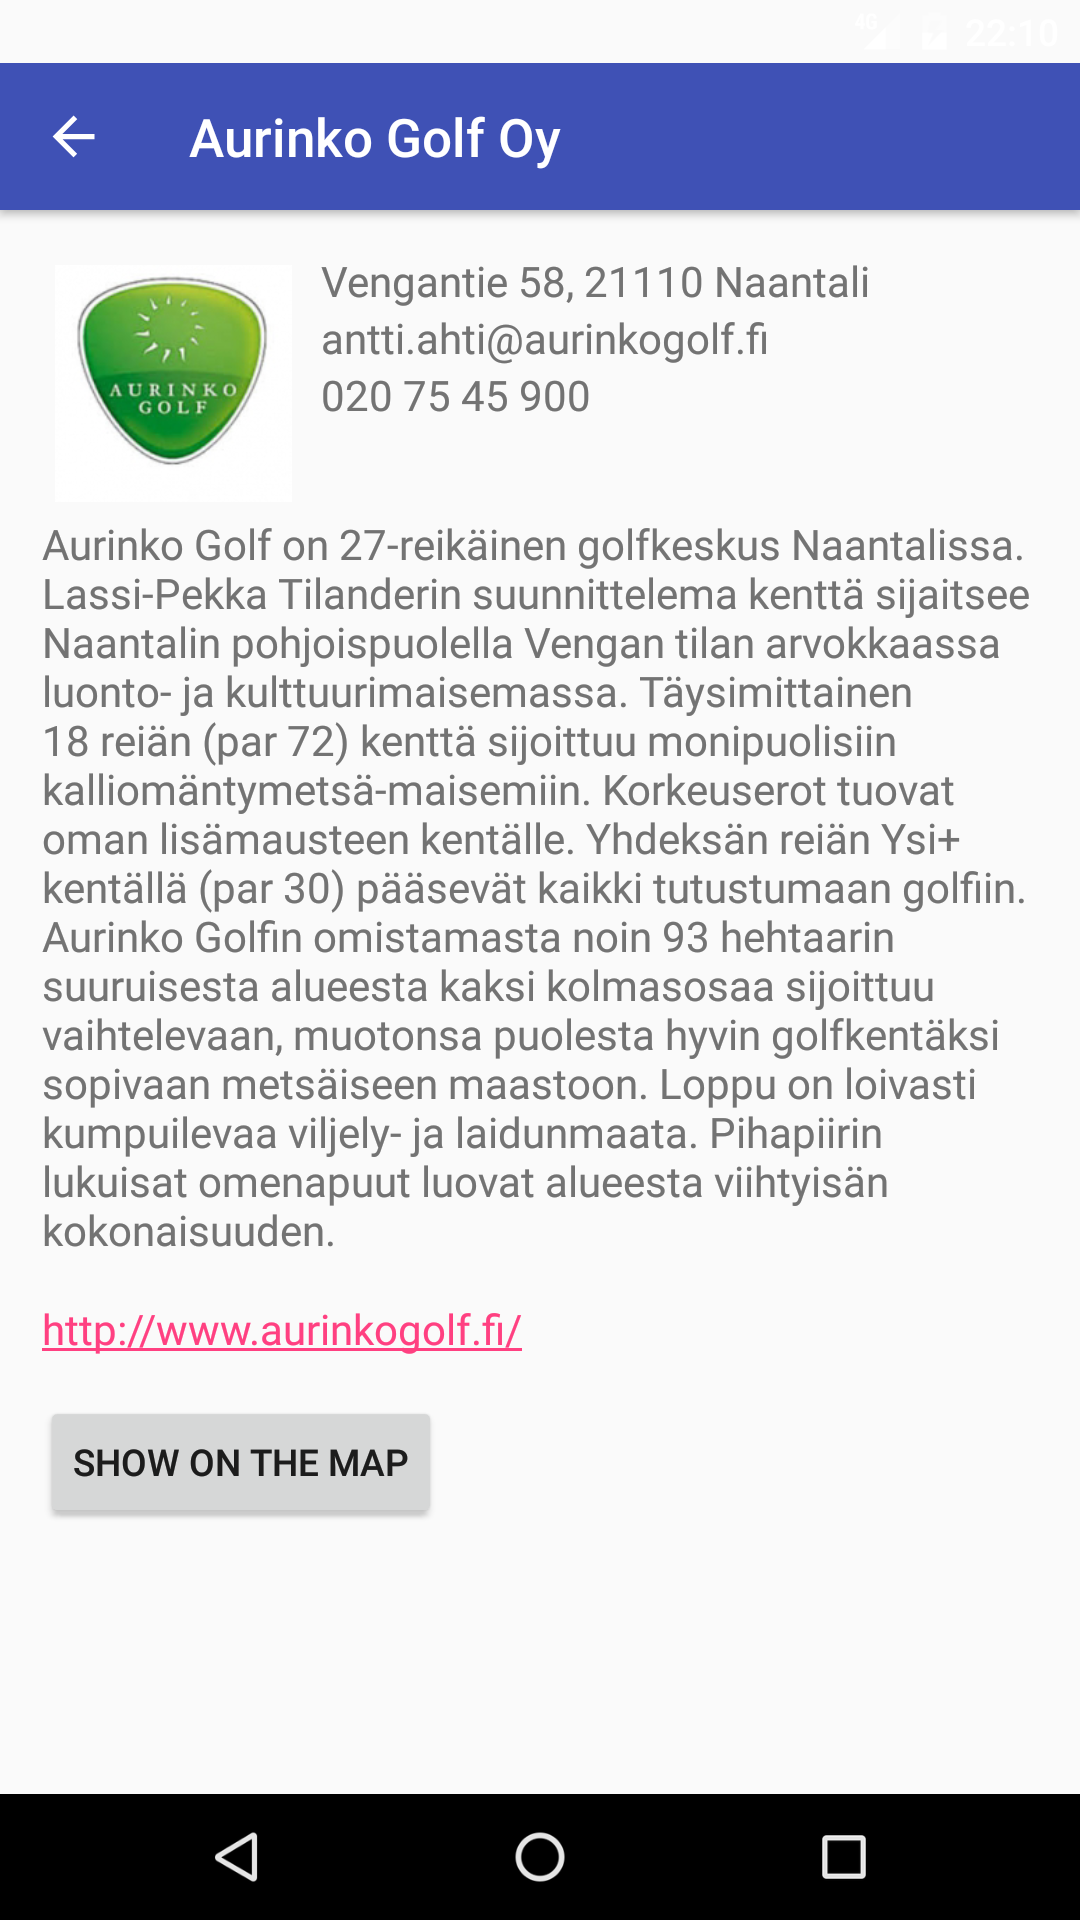 4G 22:10
Aurinko Golf Oy
AURINKO
GOLF
Vengantie 58, 21110 Naantali
antti.ahti@aurinkogolf.fi
020 75 45 900
Aurinko Golf on 27-reikäinen golfkeskus Naantalissa.
Lassi-Pekka Tilanderin suunnittelema kenttä sijaitsee
Naantalin pohjoispuolella Vengan tilan arvokkaassa
luonto- ja kulttuurimaisemassa. Täysimittainen
18 reiän (par 72) kenttä sijoittuu monipuolisiin
kalliomäntymetsä-maisemiin. Korkeuserot tuovat
oman lisämausteen kentälle. Yhdeksän reiän Ysi+
kentällä (par 30) pääsevät kaikki tutustumaan golfiin.
Aurinko Golfin omistamasta noin 93 hehtaarin
suuruisesta alueesta kaksi kolmasosaa sijoittuu
vaihtelevaan, muotonsa puolesta hyvin golfkentäksi
sopivaan metsäiseen maastoon. Loppu on loivasti
kumpuilevaa viljely- ja laidunmaata. Pihapiirin
lukuisat omenapuut luovat alueesta viihtyisän
kokonaisuuden.
http://www.aurinkogolf.fi/
SHOW ON THE MAP